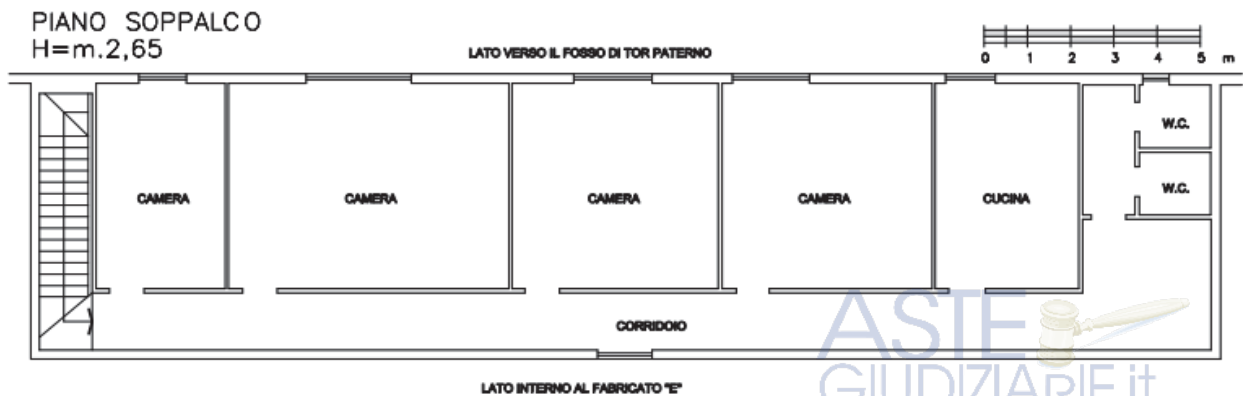 PIANO SOPPALCO
H=m.2,65
LATO VERSO IL FOSSO DI TOR PATERNO
0 1 2 3 4 5 m
W.C.
W.C.
CAMERA CAMERA CAMERA CAMERA CUCINA
CORRIDOIO
ASTE
GIUDIZIARIE.it
LATO INTERNO AL FABRICATO "E"